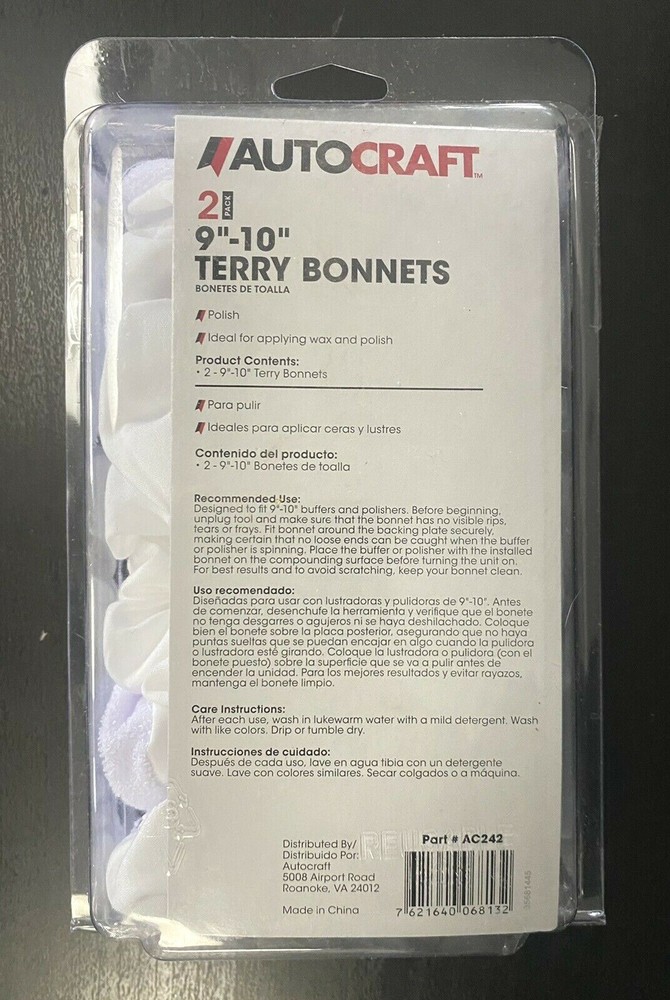 AUTOCRAFT™
2 PACK
9"-10"
TERRY BONNETS
BONETES DE TOALLA
Polish
Ideal for applying wax and polish
Product Contents:
• 2 - 9"-10" Terry Bonnets
Para pulir
Ideales para aplicar ceras y lustres
Contenido del producto:
• 2 - 9"-10" Bonetes de toalla
Recommended Use:
Designed to fit 9"-10" buffers and polishers. Before beginning,
unplug tool and make sure that the bonnet has no visible rips,
tears or frays. Fit bonnet around the backing plate securely,
making certain that no loose ends can be caught when the buffer
or polisher is spinning. Place the buffer or polisher with the installed
bonnet on the compounding surface before turning the unit on.
For best results and to avoid scratching, keep your bonnet clean.
Uso recomendado:
Diseñadas para usar con lustradoras y pulidoras de 9"-10". Antes
de comenzar, desenchufe la herramienta y verifique que el bonete
no tenga desgarres o agujeros ni se haya deshilachado. Coloque
bien el bonete sobre la placa posterior, asegurando que no haya
puntas sueltas que se puedan encajar en algo cuando la pulidora
o lustradora esté girando. Coloque la lustradora o pulidora (con el
bonete puesto) sobre la superficie que se va a pulir antes de
encender la unidad. Para los mejores resultados y evitar rayazos,
mantenga el bonete limpio.
Care Instructions:
After each use, wash in lukewarm water with a mild detergent. Wash
with like colors. Drip or tumble dry.
Instrucciones de cuidado:
Después de cada uso, lave en agua tibia con un detergente
suave. Lave con colores similares. Secar colgados o a máquina.
Distributed By/
Distribuido Por:
Autocraft
5008 Airport Road
Roanoke, VA 24012
Made in China
Part # AC242
7 621640 068132